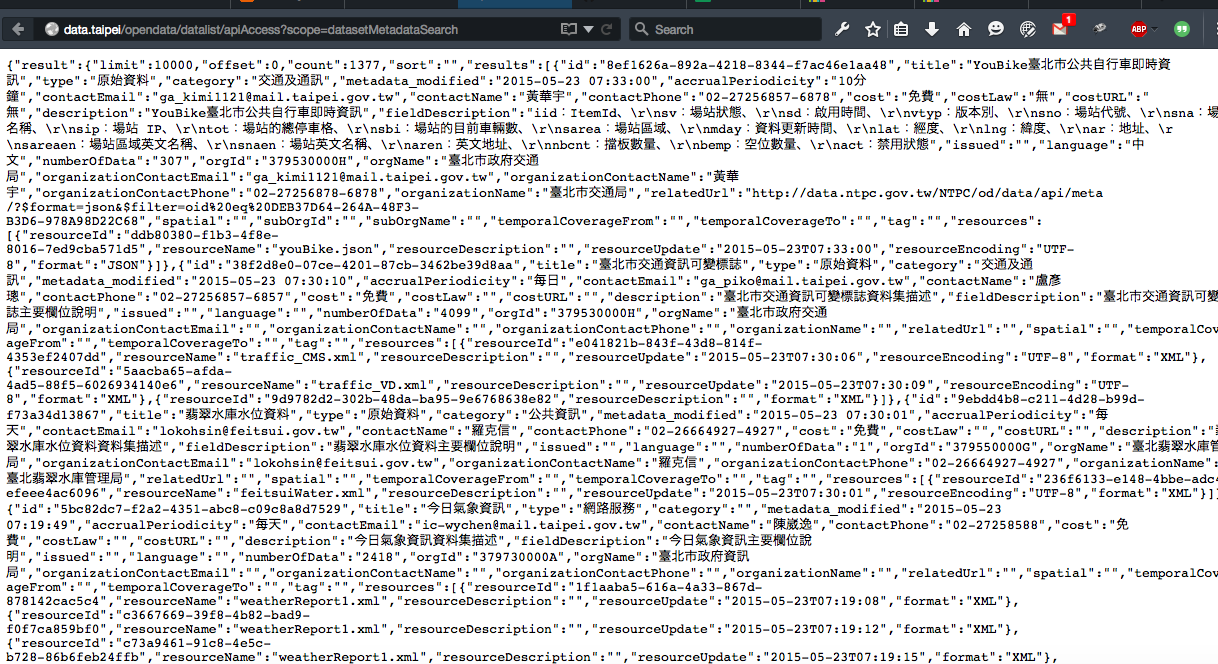 data.taipei/opendata/datalist/apiAccess?scope=datasetMetadataSearch
Search
1
ABP
{"result":{"limit":10000,"offset":0,"count":1377,"sort":"","results":[{"id":"8ef1626a-892a-4218-8344-f7ac46e1aa48","title":"YouBike臺北市公共自行車即時資
訊","type":"原始資料","category":"交通及通訊","metadata_modified":"2015-05-23 07:33:00","accrualPeriodicity":"10分
鐘","contactEmail":"ga_kimi1121@mail.taipei.gov.tw","contactName":"黃華宇","contactPhone":"02-27256857-6878","cost":"免費","costLaw":"無","costURL":"
無","description":"YouBike臺北市公共自行車即時資訊","fieldDescription":"iid：ItemId、\r\nsv：場站狀態、\r\nsd：啟用時間、\r\nvtyp：版本別、\r\nsno：場站代號、\r\nsna：場
名稱、\r\nsip：場站 IP、\r\ntot：場站的總停車格、\r\nsbi：場站的目前車輛數、\r\nsarea：場站區域、\r\nmday：資料更新時間、\r\nlat：經度、\r\nlng：緯度、\r\nar：地址、\r
\nsareaen：場站區域英文名稱、\r\nsnaen：場站英文名稱、\r\naren：英文地址、\r\nnbcnt：擋板數量、\r\nbemp：空位數量、\r\nact：禁用狀態","issued":"","language":"中
文","numberOfData":"307","orgId":"379530000H","orgName":"臺北市政府交通
局","organizationContactEmail":"ga_kimi1121@mail.taipei.gov.tw","organizationContactName":"黃華
宇","organizationContactPhone":"02-27256878-6878","organizationName":"臺北市交通局","relatedUrl":"http://data.ntpc.gov.tw/NTPC/od/data/api/meta
/?$format=json&$filter=oid%20eq%20DEB37D64-264A-48F3-
B3D6-978A98D22C68","spatial":"","subOrgId":"","subOrgName":"","temporalCoverageFrom":"","temporalCoverageTo":"","tag":"","resources":
[{"resourceId":"ddb80380-f1b3-4f8e-
8016-7ed9cba571d5","resourceName":"youBike.json","resourceDescription":"","resourceUpdate":"2015-05-23T07:33:00","resourceEncoding":"UTF-
8","format":"JSON"}]},{"id":"38f2d8e0-07ce-4201-87cb-3462be39d8aa","title":"臺北市交通資訊可變標誌","type":"原始資料","category":"交通及通
訊","metadata_modified":"2015-05-23 07:30:10","accrualPeriodicity":"每日","contactEmail":"ga_piko@mail.taipei.gov.tw","contactName":"盧彥
璁","contactPhone":"02-27256857-6857","cost":"免費","costLaw":"","costURL":"","description":"臺北市交通資訊可變標誌資料集描述","fieldDescription":"臺北市交通資訊可變
誌主要欄位說明","issued":"","language":"","numberOfData":"4099","orgId":"379530000H","orgName":"臺北市政府交通
局","organizationContactEmail":"","organizationContactName":"","organizationContactPhone":"","organizationName":"","relatedUrl":"","spatial":"","temporalCov
ageFrom":"","temporalCoverageTo":"","tag":"","resources":[{"resourceId":"e041821b-843f-43d8-814f-
4353ef2407dd","resourceName":"traffic_CMS.xml","resourceDescription":"","resourceUpdate":"2015-05-23T07:30:06","resourceEncoding":"UTF-8","format":"XML"},
{"resourceId":"5aacba65-afda-
4ad5-88f5-6026934140e6","resourceName":"traffic_VD.xml","resourceDescription":"","resourceUpdate":"2015-05-23T07:30:09","resourceEncoding":"UTF-
8","format":"XML"},{"resourceId":"9d9782d2-302b-48da-ba95-9e6768638e82","resourceDescription":"","format":"XML"}]},{"id":"9ebdd4b8-c211-4d28-b99d-
f73a34d13867","title":"翡翠水庫水位資料","type":"原始資料","category":"公共資訊","metadata_modified":"2015-05-23 07:30:01","accrualPeriodicity":"每
天","contactEmail":"lokohsin@feitsui.gov.tw","contactName":"羅克信","contactPhone":"02-26664927-4927","cost":"免費","costLaw":"","costURL":"","description":"
翠水庫水位資料資料集描述","fieldDescription":"翡翠水庫水位資料主要欄位說明","issued":"","language":"","numberOfData":"1","orgId":"379550000G","orgName":"臺北翡翠水庫管
局","organizationContactEmail":"lokohsin@feitsui.gov.tw","organizationContactName":"羅克信","organizationContactPhone":"02-26664927-4927","organizationName":
臺北翡翠水庫管理局","relatedUrl":"","spatial":"","temporalCoverageFrom":"","temporalCoverageTo":"","tag":"","resources":[{"resourceId":"236f6133-e148-4bbe-adc4
efeee4ac6096","resourceName":"feitsuiWater.xml","resourceDescription":"","resourceUpdate":"2015-05-23T07:30:01","resourceEncoding":"UTF-8","format":"XML"}]
{"id":"5bc82dc7-f2a2-4351-abc8-c09c8a8d7529","title":"今日氣象資訊","type":"網路服務","category":"","metadata_modified":"2015-05-23
07:19:49","accrualPeriodicity":"每天","contactEmail":"ic-wychen@mail.taipei.gov.tw","contactName":"陳崴逸","contactPhone":"02-27258588","cost":"免
費","costLaw":"","costURL":"","description":"今日氣象資訊資料集描述","fieldDescription":"今日氣象資訊主要欄位說
明","issued":"","language":"","numberOfData":"2418","orgId":"379730000A","orgName":"臺北市政府資訊
局","organizationContactEmail":"","organizationContactName":"","organizationContactPhone":"","organizationName":"","relatedUrl":"","spatial":"","temporalCov
ageFrom":"","temporalCoverageTo":"","tag":"","resources":[{"resourceId":"1f1aaba5-616a-4a33-867d-
878142cac5c4","resourceName":"weatherReport1.xml","resourceDescription":"","resourceUpdate":"2015-05-23T07:19:08","format":"XML"},
{"resourceId":"c3667669-39f8-4b82-bad9-
f0f7ca859bf0","resourceName":"weatherReport1.xml","resourceDescription":"","resourceUpdate":"2015-05-23T07:19:12","format":"XML"},
{"resourceId":"c73a9461-91c8-4e5c-
b728-86b6feb24ffb","resourceName":"weatherReport1.xml","resourceDescription":"","resourceUpdate":"2015-05-23T07:19:15","format":"XML"},